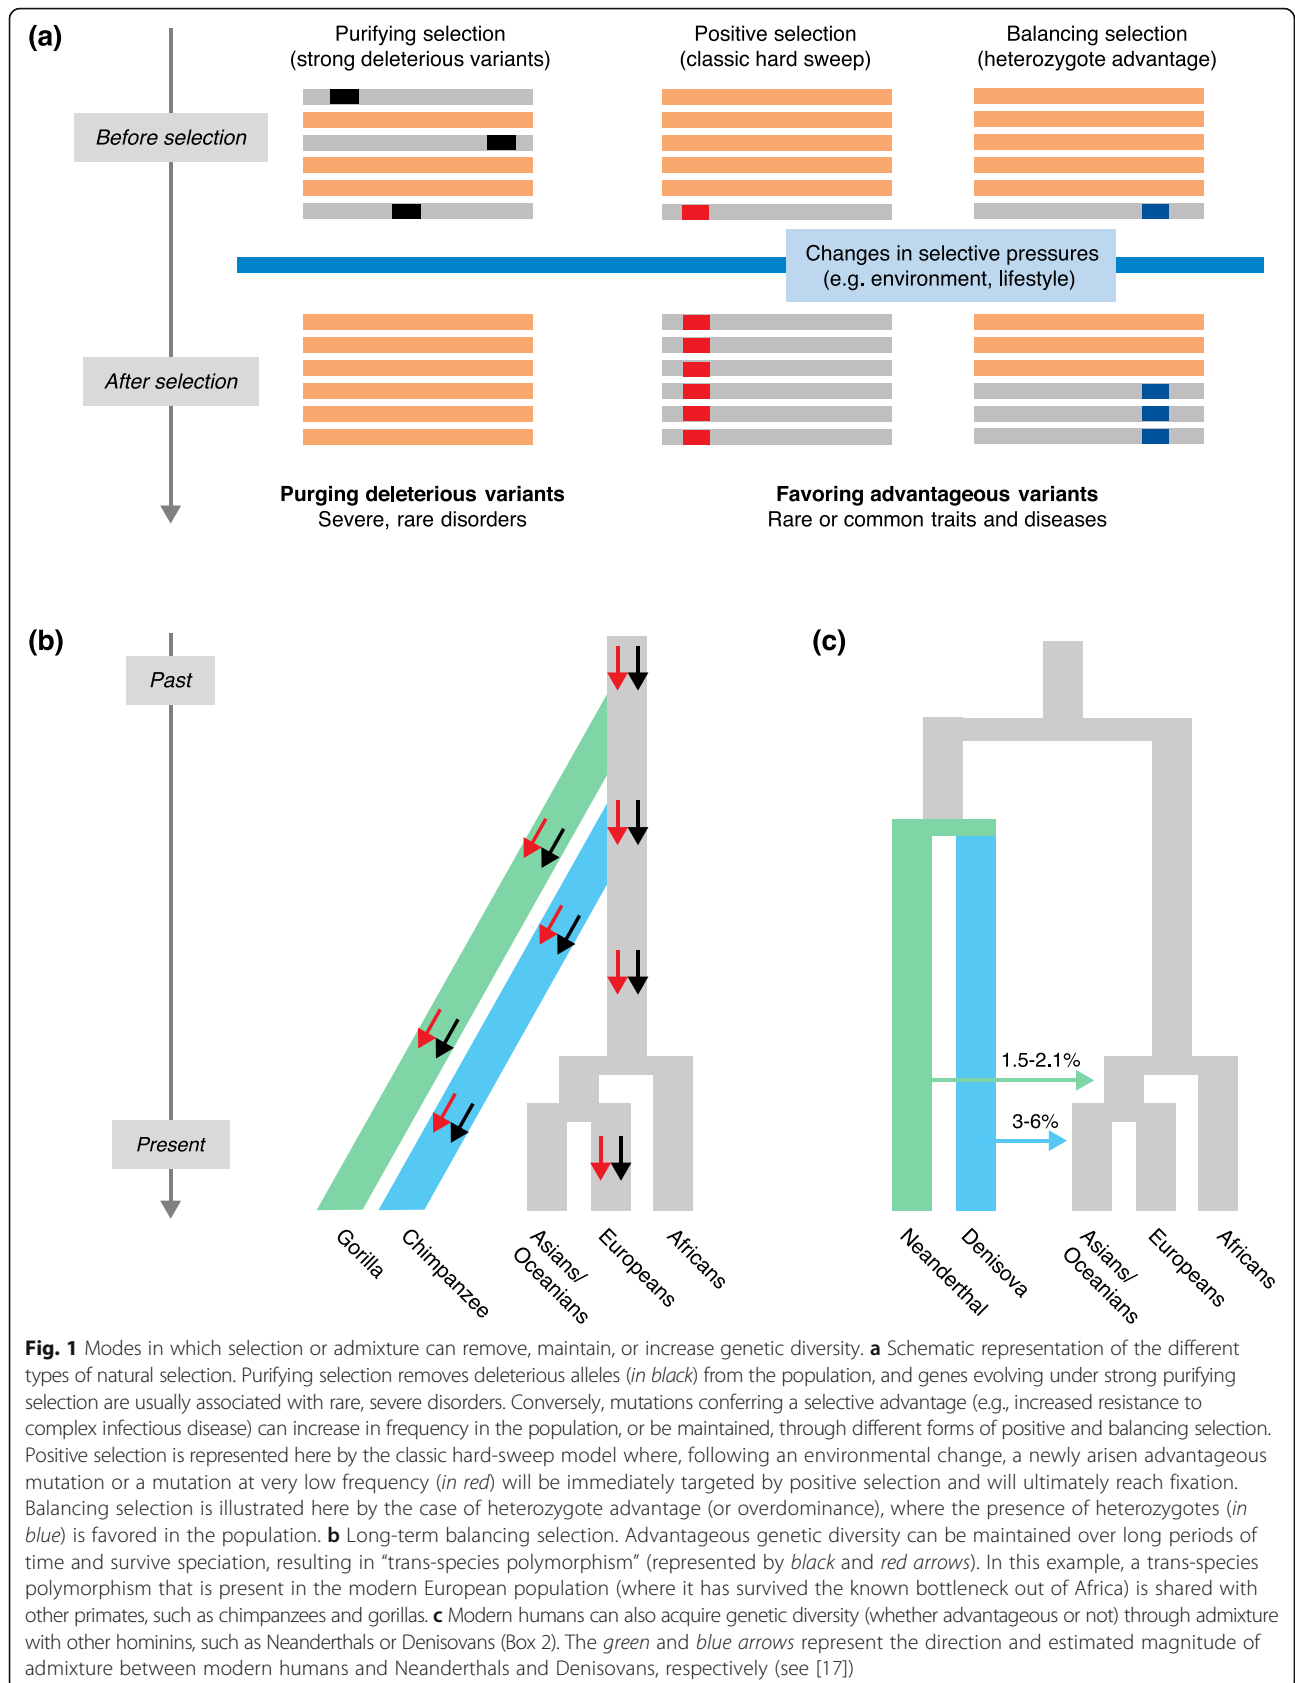 (a)
Purifying selection
(strong deleterious variants)
Positive selection
(classic hard sweep)
Balancing selection
(heterozygote advantage)
Before selection
Changes in selective pressures
(e.g. environment, lifestyle)
After selection
Purging deleterious variants
Severe, rare disorders
Favoring advantageous variants
Rare or common traits and diseases
(b)
Past
Present
Gorilla
Chimpanzee
Asians/
Oceanians
Europeans
Africans
(c)
1.5-2.1%
3-6%
Neanderthal
Denisova
Asians/
Oceanians
Europeans
Africans
Fig. 1 Modes in which selection or admixture can remove, maintain, or increase genetic diversity. a Schematic representation of the different
types of natural selection. Purifying selection removes deleterious alleles (in black) from the population, and genes evolving under strong purifying
selection are usually associated with rare, severe disorders. Conversely, mutations conferring a selective advantage (e.g., increased resistance to
complex infectious disease) can increase in frequency in the population, or be maintained, through different forms of positive and balancing selection.
Positive selection is represented here by the classic hard-sweep model where, following an environmental change, a newly arisen advantageous
mutation or a mutation at very low frequency (in red) will be immediately targeted by positive selection and will ultimately reach fixation.
Balancing selection is illustrated here by the case of heterozygote advantage (or overdominance), where the presence of heterozygotes (in
blue) is favored in the population. b Long-term balancing selection. Advantageous genetic diversity can be maintained over long periods of
time and survive speciation, resulting in “trans-species polymorphism” (represented by black and red arrows). In this example, a trans-species
polymorphism that is present in the modern European population (where it has survived the known bottleneck out of Africa) is shared with
other primates, such as chimpanzees and gorillas. c Modern humans can also acquire genetic diversity (whether advantageous or not) through admixture
with other hominins, such as Neanderthals or Denisovans (Box 2). The green and blue arrows represent the direction and estimated magnitude of
admixture between modern humans and Neanderthals and Denisovans, respectively (see [17])